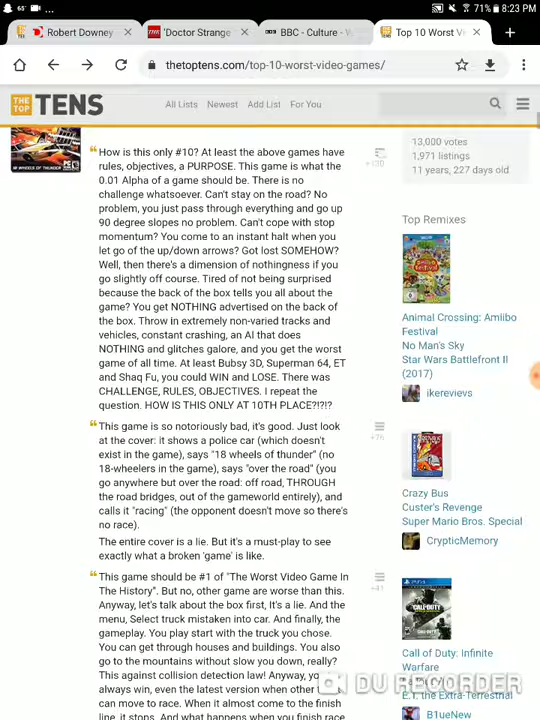 65° 71% 8:23 PM
Robert Downey × 'Doctor Strange × BBC - Culture - × Top 10 Worst Vi × +
thetoptens.com/top-10-worst-video-games/
THE TOP TENS All Lists Newest Add List For You
18 WHEELS OF THUNDER
How is this only #10? At least the above games have
rules, objectives, a PURPOSE. This game is what the
0.01 Alpha of a game should be. There is no
challenge whatsoever. Can't stay on the road? No
problem, you just pass through everything and go up
90 degree slopes no problem. Can't cope with stop
momentum? You come to an instant halt when you
let go of the up/down arrows? Got lost SOMEHOW?
Well, then there's a dimension of nothingness if you
go slightly off course. Tired of not being surprised
because the back of the box tells you all about the
game? You get NOTHING advertised on the back of
the box. Throw in extremely non-varied tracks and
vehicles, constant crashing, an AI that does
NOTHING and glitches galore, and you get the worst
game of all time. At least Bubsy 3D, Superman 64, ET
and Shaq Fu, you could WIN and LOSE. There was
CHALLENGE, RULES, OBJECTIVES. I repeat the
question. HOW IS THIS ONLY AT 10TH PLACE?!?!?
+130
This game is so notoriously bad, it's good. Just look
at the cover: it shows a police car (which doesn't
exist in the game), says "18 wheels of thunder" (no
18-wheelers in the game), says "over the road" (you
go anywhere but over the road: off road, THROUGH
the road bridges, out of the gameworld entirely), and
calls it "racing" (the opponent doesn't move so there's
no race).
The entire cover is a lie. But it's a must-play to see
exactly what a broken 'game' is like.
+76
This game should be #1 of "The Worst Video Game In
The History". But no, other game are worse than this.
Anyway, let's talk about the box first, It's a lie. And the
menu, Select truck mistaken into car. And finally, the
gameplay. You play start with the truck you chose.
You can get through houses and buildings. You also
go to the mountains without slow you down, really?
This against collision detection law! Anyway, you
always win, even the latest version when other
can move to race. When it almost come to the finish
line, it stops. And what happens when you finish race
+41
13,000 votes
1,971 listings
11 years, 227 days old
Top Remixes
Animal Crossing: Amiibo
Festival
No Man's Sky
Star Wars Battlefront II
(2017)
ikerevievs
Crazy Bus
Custer's Revenge
Super Mario Bros. Special
CrypticMemory
CALL OF DUTY
Call of Duty: Infinite
Warfare
E.T. the Extra-Terrestrial
B1ueNew
DU RECORDER